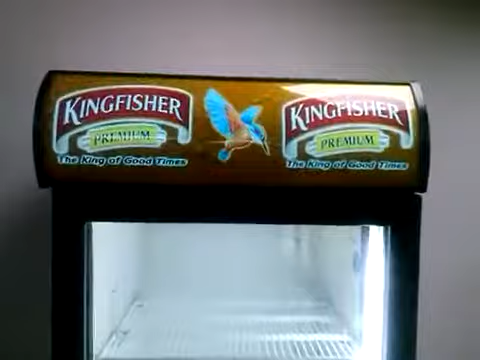 KINGFISHER
PREMIUM
The King of Good Times
KINGFISHER
PREMIUM
The King of Good Times